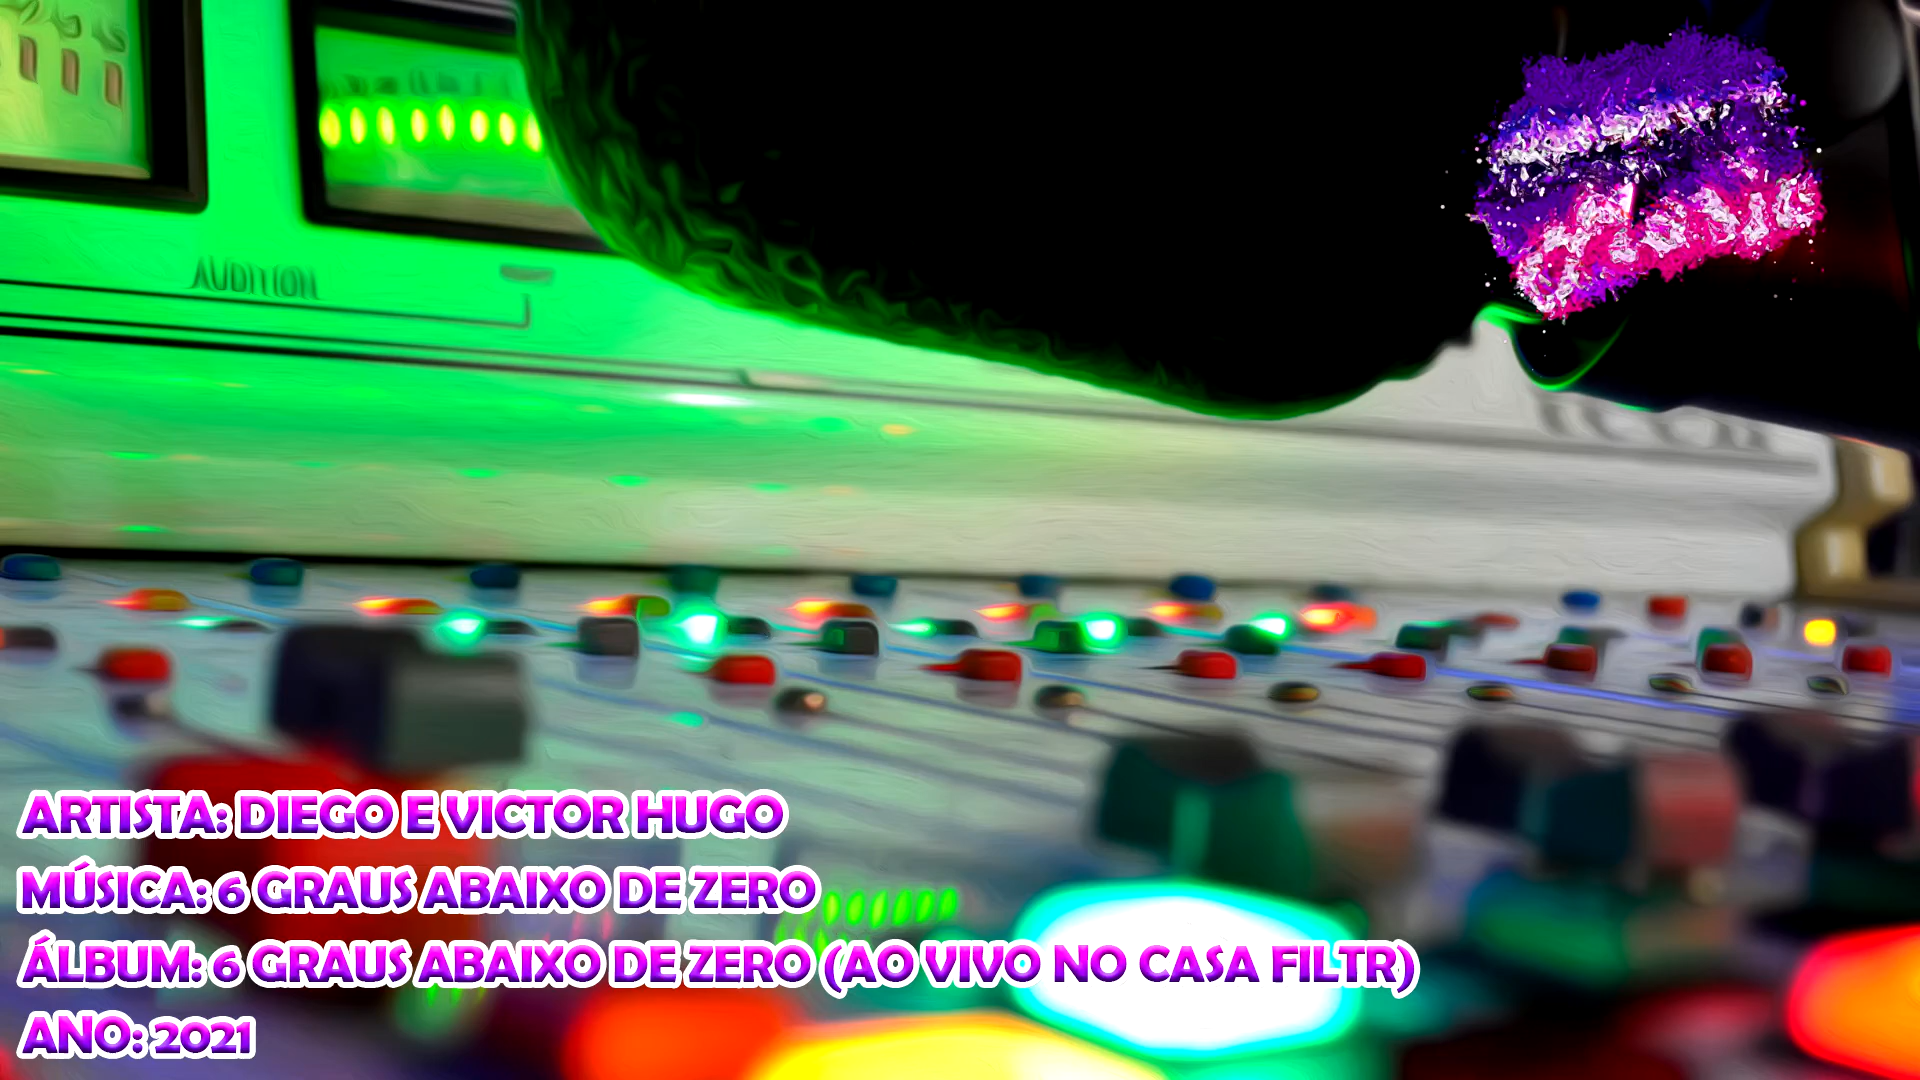 AUDITION
ARTISTA: DIEGO E VICTOR HUGO
MÚSICA: 6 GRAUS ABAIXO DE ZERO
ÁLBUM: 6 GRAUS ABAIXO DE ZERO (AO VIVO NO CASA FILTR)
ANO: 2021